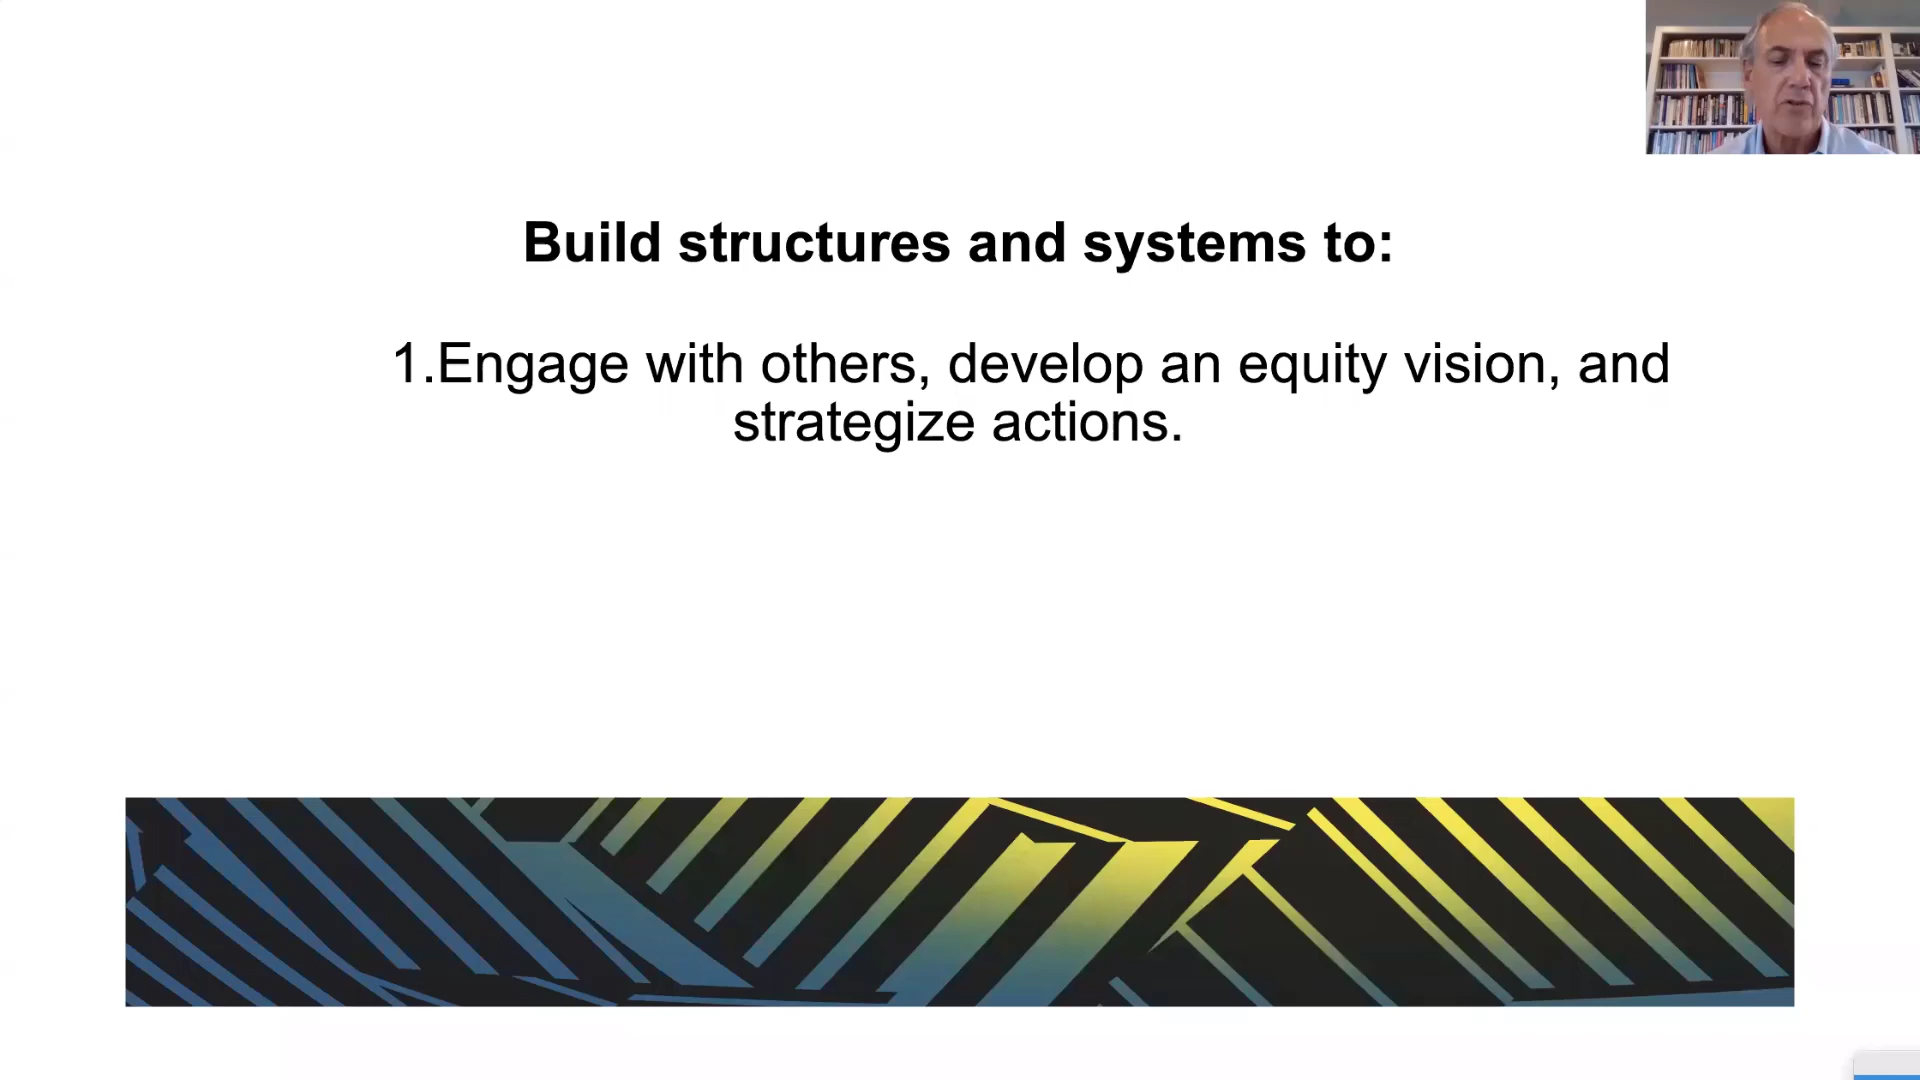 Build structures and systems to:
1.Engage with others, develop an equity vision, and
strategize actions.